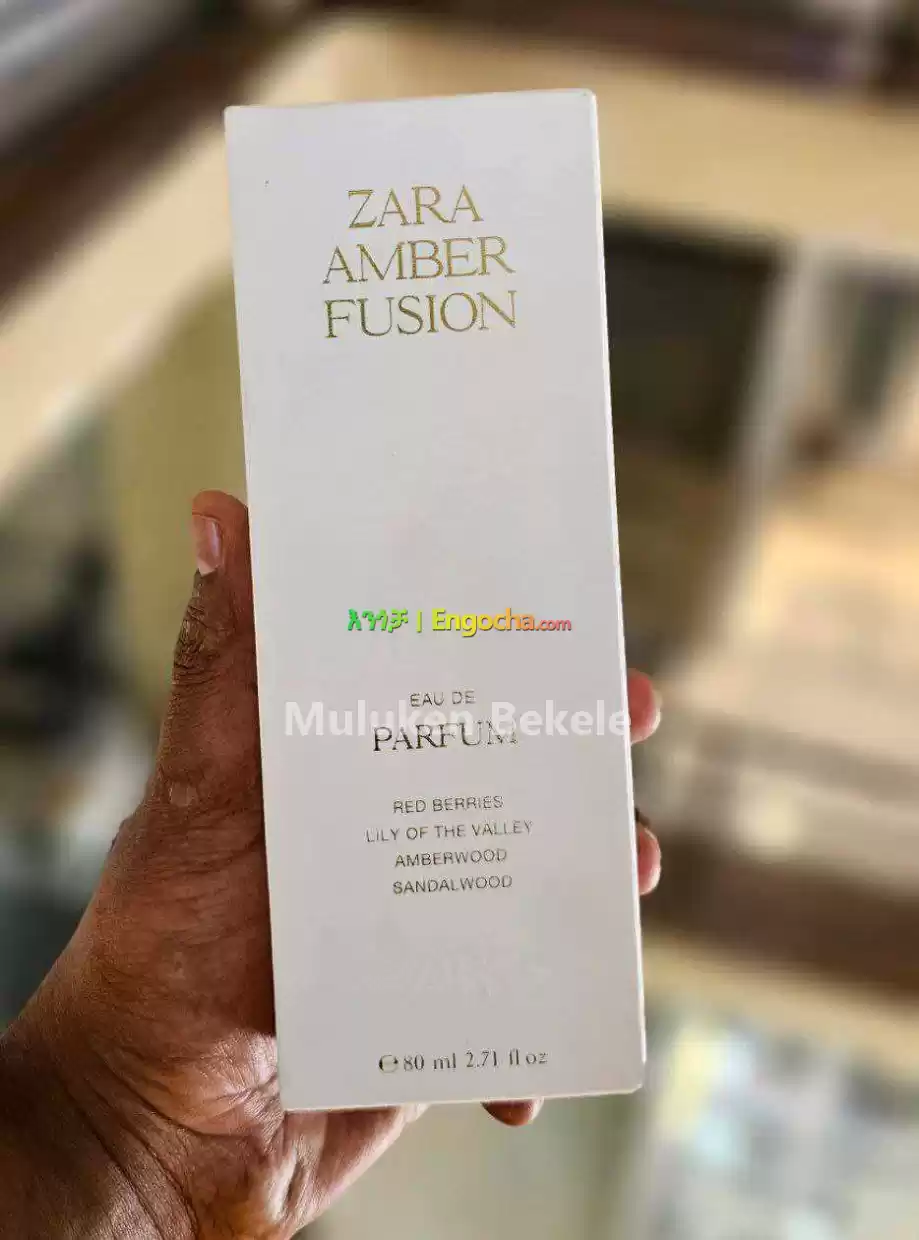 ZARA
AMBER
FUSION
እንጎቻ | Engocha.com
EAU DE
Muluken Bekele
PARFUM
RED BERRIES
LILY OF THE VALLEY
AMBERWOOD
SANDALWOOD
℮ 80 ml 2.71 fl oz